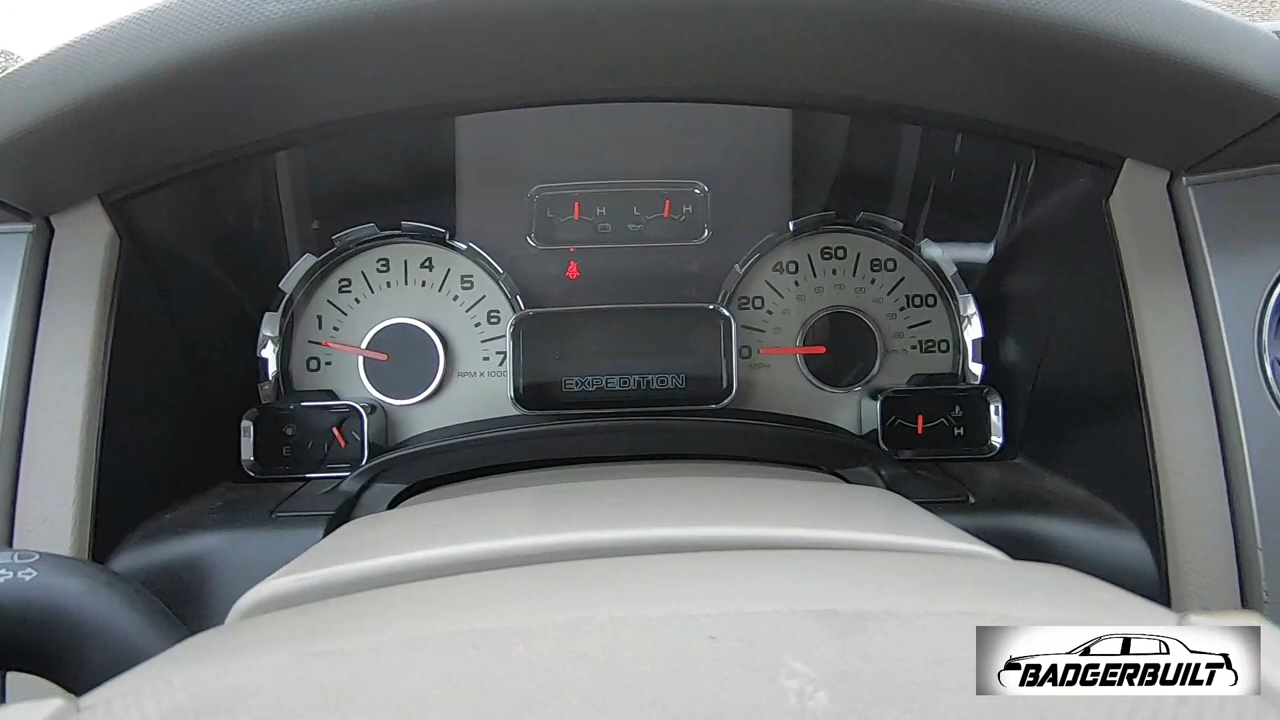 L H L H
0 1 2 3 4 5 6 7
RPM X 1000
EXPEDITION
0 20 40 60 80 100 120
MPH
km/h
E
H
BADGERBUILT